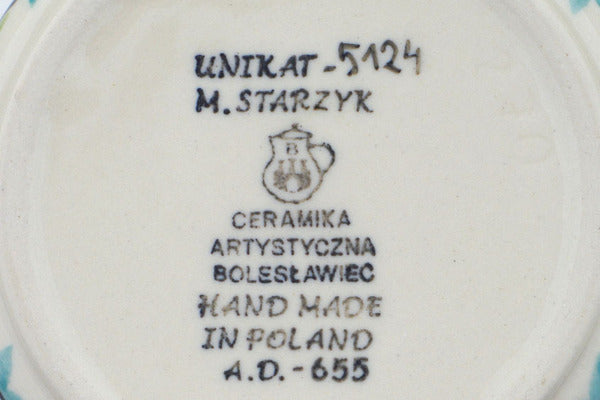 UNIKAT-5124
M. STARZYK
B
CERAMIKA
ARTYSTYCZNA
BOLESŁAWIEC
HAND MADE
IN POLAND
A.D.-655